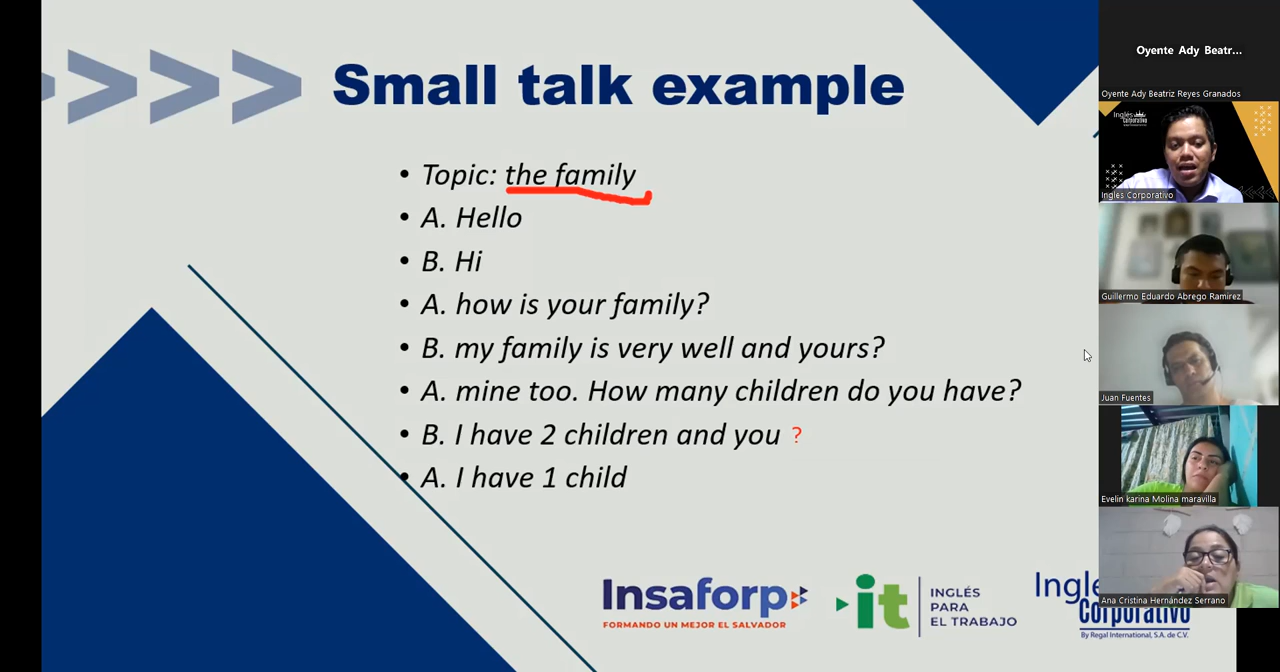 Small talk example
• Topic: the family
• A. Hello
• B. Hi
• A. how is your family?
• B. my family is very well and yours?
• A. mine too. How many children do you have?
• B. I have 2 children and you ?
• A. I have 1 child
Insaforp
FORMANDO UN MEJOR EL SALVADOR
it
INGLÉS
PARA
EL TRABAJO
Corporativo
By Regal International, S.A. de C.V.
Oyente Ady Beatr...
Oyente Ady Beatriz Reyes Granados
Inglés
Corporativo
Inglés Corporativo
Guillermo Eduardo Abrego Ramirez
Juan Fuentes
Evelin karina Molina maravilla
Ana Cristina Hernández Serrano